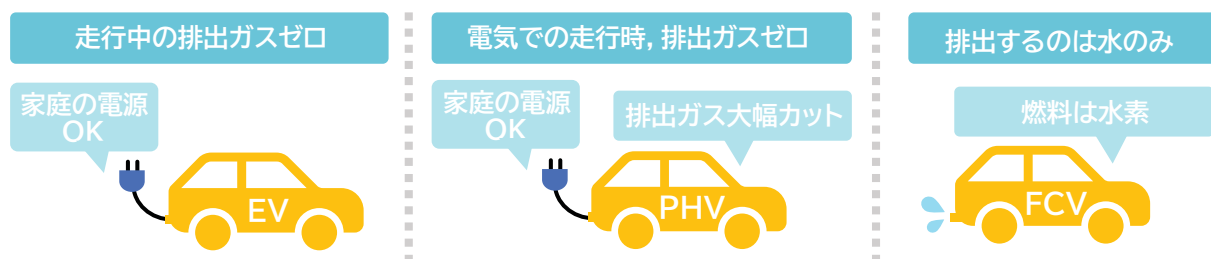 走行中の排出ガスゼロ
家庭の電源
OK
EV
電気での走行時, 排出ガスゼロ
家庭の電源
OK
排出ガス大幅カット
PHV
排出するのは水のみ
燃料は水素
FCV